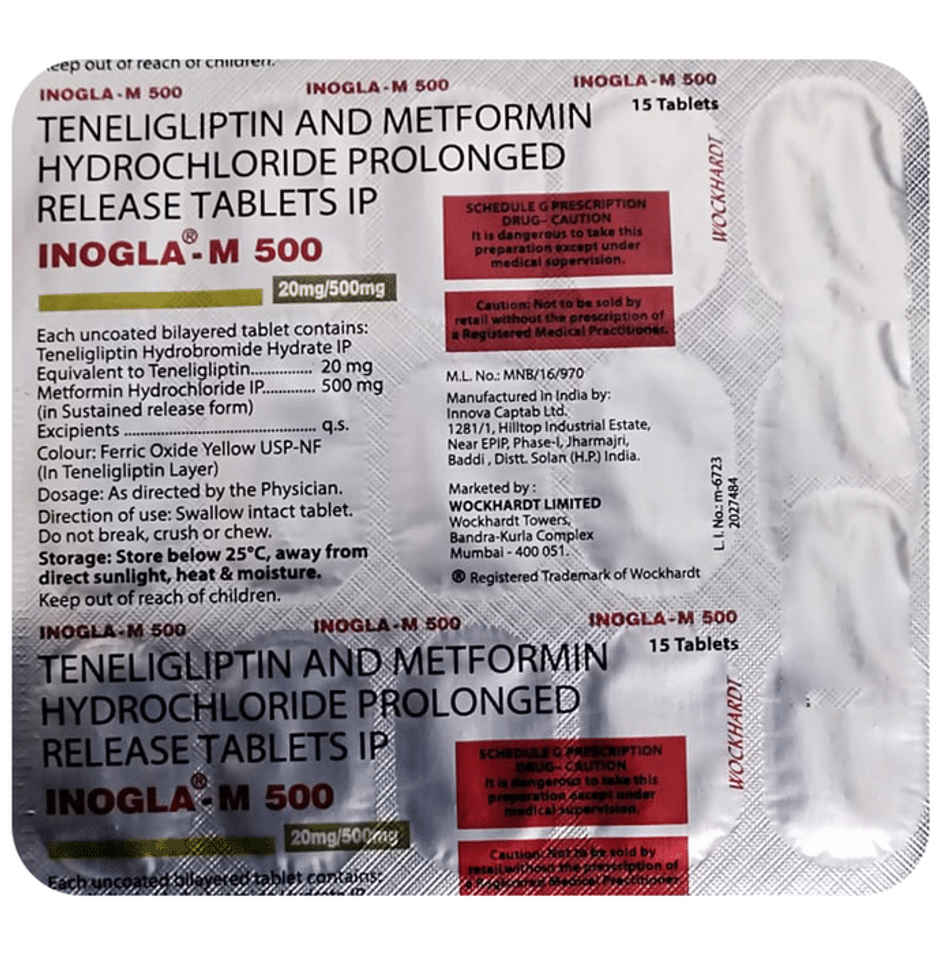 keep out of reach of children.
INOGLA-M 500 INOGLA-M 500 INOGLA-M 500
TENELIGLIPTIN AND METFORMIN
HYDROCHLORIDE PROLONGED
RELEASE TABLETS IP
INOGLA®-M 500
20mg/500mg
Each uncoated bilayered tablet contains:
Teneligliptin Hydrobromide Hydrate IP
Equivalent to Teneligliptin............... 20 mg
Metformin Hydrochloride IP............. 500 mg
(in Sustained release form)
Excipients .............................................. q.s.
Colour: Ferric Oxide Yellow USP-NF
(In Teneligliptin Layer)
Dosage: As directed by the Physician.
Direction of use: Swallow intact tablet.
Do not break, crush or chew.
Storage: Store below 25°C, away from
direct sunlight, heat & moisture.
Keep out of reach of children.
15 Tablets
WOCKHARDT
SCHEDULE G PRESCRIPTION
DRUG- CAUTION
It is dangerous to take this
preparation except under
medical supervision.
Caution: Not to be sold by
retail without the prescription of
a Registered Medical Practitioner.
M.L. No.: MNB/16/970
Manufactured in India by:
Innova Captab Ltd.
1281/1, Hilltop Industrial Estate,
Near EPIP, Phase-I, Jharmajri,
Baddi , Distt. Solan (H.P.) India.
Marketed by :
WOCKHARDT LIMITED
Wockhardt Towers,
Bandra-Kurla Complex
Mumbai - 400 051.
® Registered Trademark of Wockhardt
L.I. No.: m-6723
2027484
INOGLA-M 500 INOGLA-M 500 INOGLA-M 500
TENELIGLIPTIN AND METFORMIN
HYDROCHLORIDE PROLONGED
RELEASE TABLETS IP
INOGLA®-M 500
20mg/500mg
Each uncoated bilayered tablet contains:
15 Tablets
WOCKHARDT
SCHEDULE G PRESCRIPTION
DRUG- CAUTION
It is dangerous to take this
preparation except under
medical supervision.
Caution: Not to be sold by
retail without the prescription of
a Registered Medical Practitioner